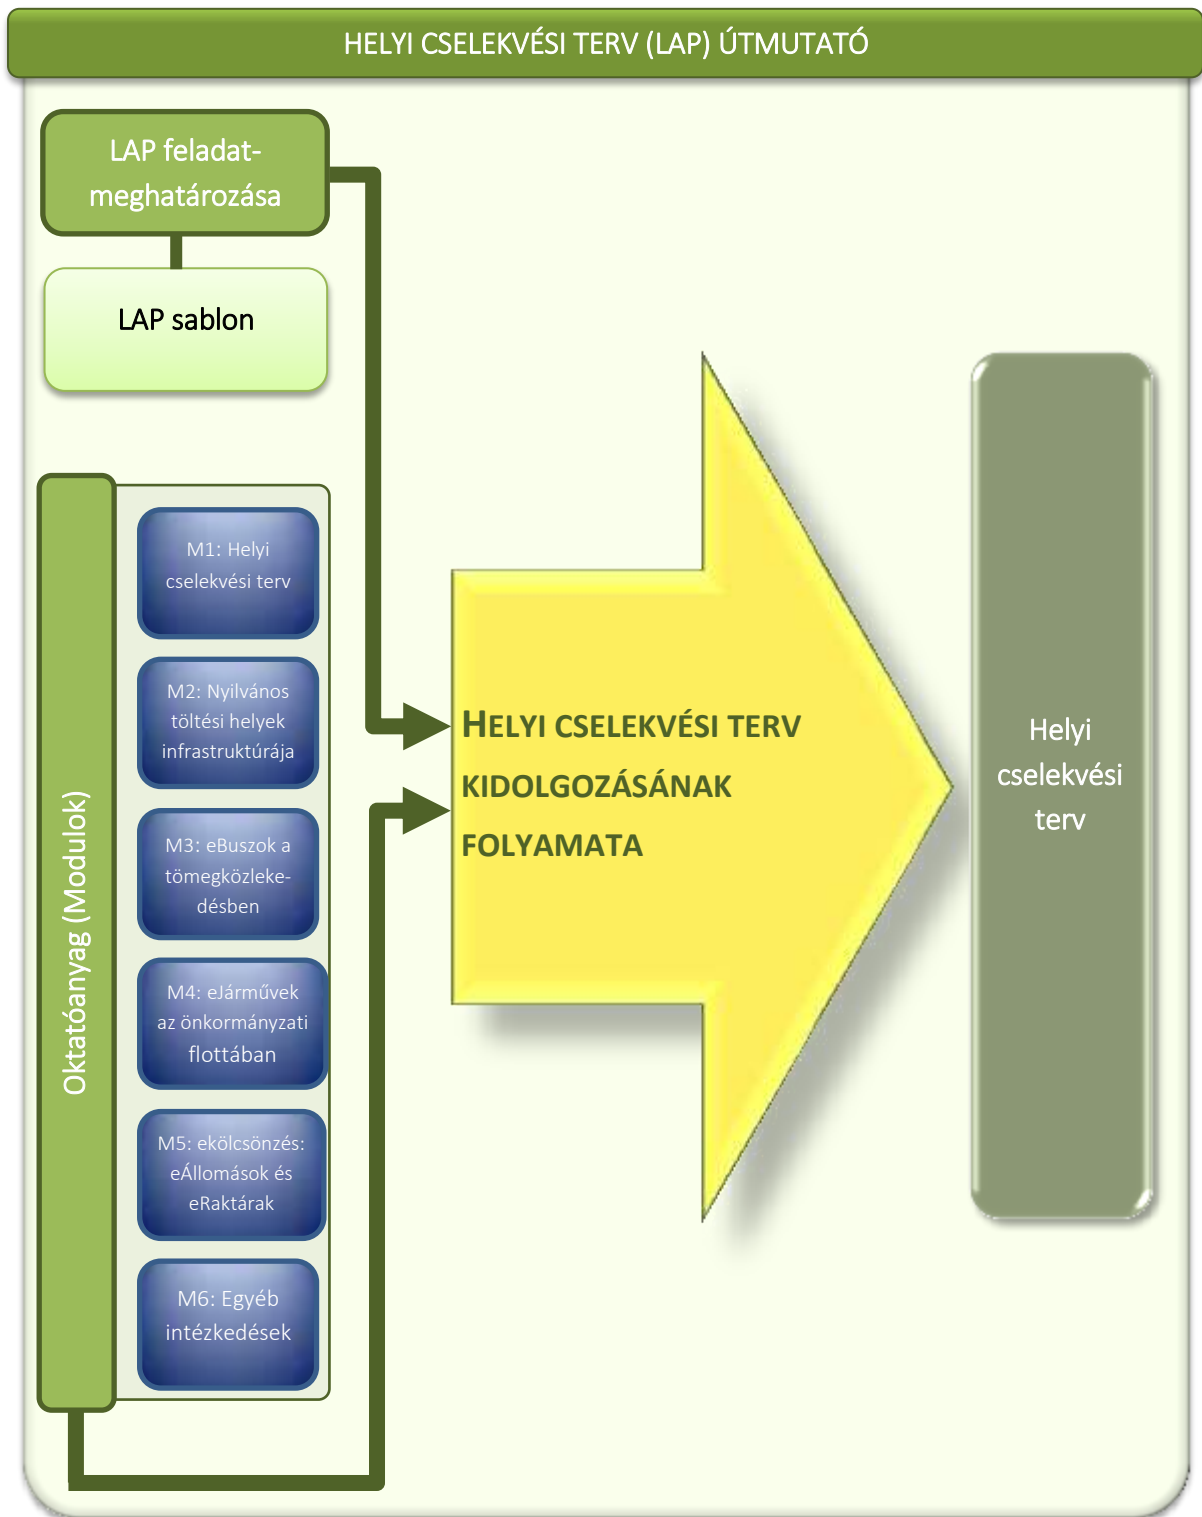 HELYI CSELEKVÉSI TERV (LAP) ÚTMUTATÓ
LAP feladat-
meghatározása
LAP sablon
Oktatóanyag (Modulok)
M1: Helyi
cselekvési terv
M2: Nyilvános
töltési helyek
infrastruktúrája
M3: eBuszok a
tömegközleke-
désben
M4: eJárművek
az önkormányzati
flottában
M5: ekölcsönzés:
eÁllomások és
eRaktárak
M6: Egyéb
intézkedések
HELYI CSELEKVÉSI TERV
KIDOLGOZÁSÁNAK
FOLYAMATA
Helyi
cselekvési
terv